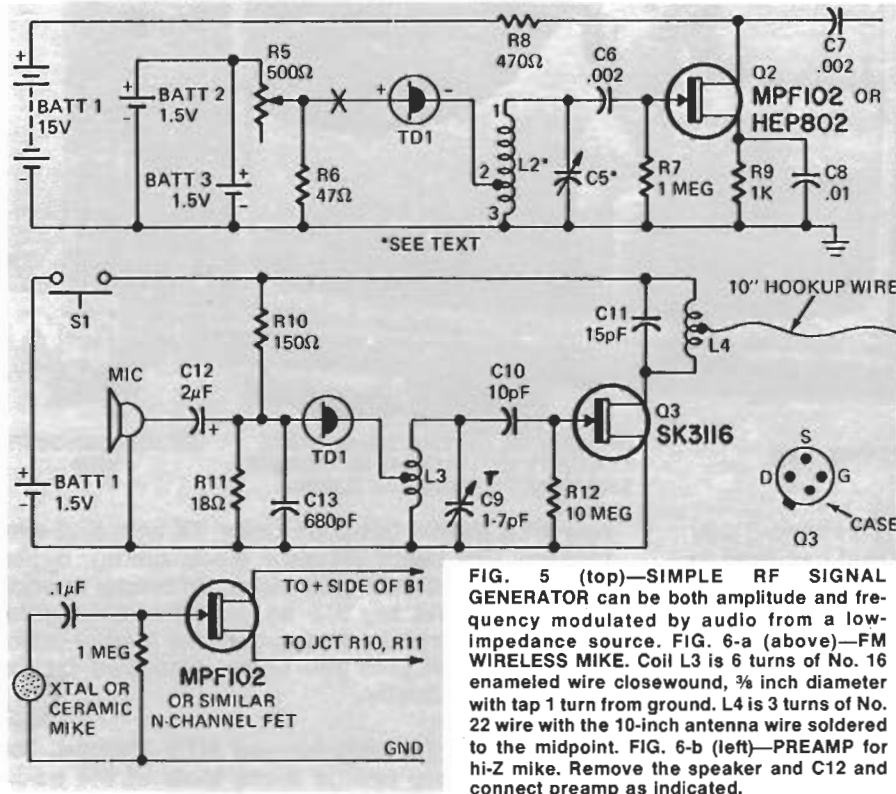 +
BATT 1
15V
-
+
BATT 2
1.5V
-
BATT 3
1.5V
+
-
R5
500Ω
R6
47Ω
+
TD1
-
R8
470Ω
1
2
3
L2*
C5*
C6
.002
R7
1 MEG
Q2
MPF102 OR
HEP802
R9
1K
C7
.002
C8
.01
*SEE TEXT
S1
R10
150Ω
MIC
C12
2μF
+
BATT 1
1.5V
+
-
R11
18Ω
C13
680pF
TD1
L3
C9
1-7pF
C10
10pF
R12
10 MEG
Q3
SK3116
C11
15pF
L4
10" HOOKUP WIRE
S
D
G
CASE
Q3
.1μF
1 MEG
XTAL OR
CERAMIC
MIKE
MPF102
OR SIMILAR
N-CHANNEL FET
TO + SIDE OF B1
TO JCT R10, R11
GND
FIG. 5 (top)—SIMPLE RF SIGNAL
GENERATOR can be both amplitude and fre-
quency modulated by audio from a low-
impedance source. FIG. 6-a (above)—FM
WIRELESS MIKE. Coil L3 is 6 turns of No. 16
enameled wire closewound, ⅜ inch diameter
with tap 1 turn from ground. L4 is 3 turns of No.
22 wire with the 10-inch antenna wire soldered
to the midpoint. FIG. 6-b (left)—PREAMP for
hi-Z mike. Remove the speaker and C12 and
connect preamp as indicated.